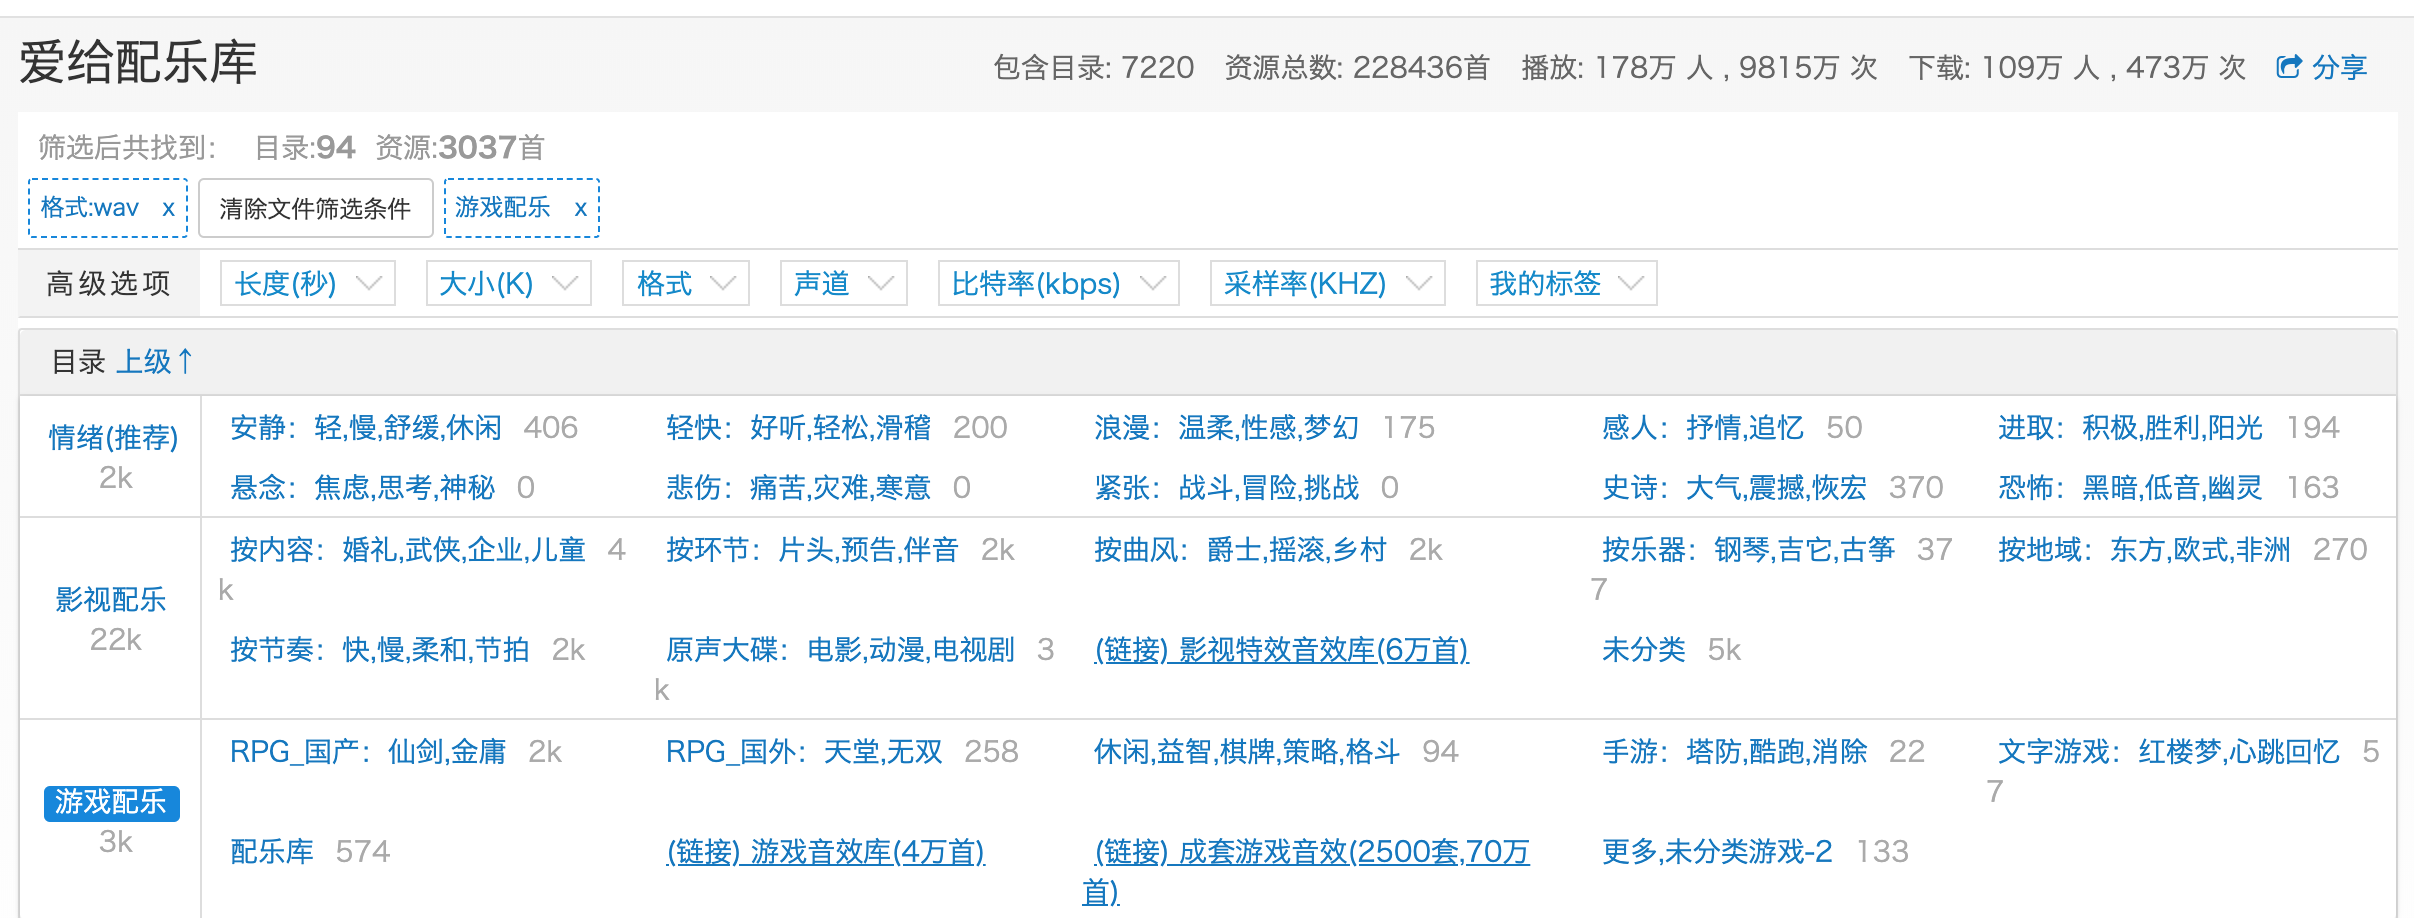 爱给配乐库
包含目录: 7220 资源总数: 228436首 播放: 178万 人 , 9815万 次 下载: 109万 人 , 473万 次 分享
筛选后共找到: 目录:94 资源:3037首
格式:wav x 清除文件筛选条件 游戏配乐 x
高级选项 长度(秒) 大小(K) 格式 声道 比特率(kbps) 采样率(KHZ) 我的标签
目录 上级↑
情绪(推荐)
2k
安静：轻,慢,舒缓,休闲 406 轻快：好听,轻松,滑稽 200 浪漫：温柔,性感,梦幻 175 感人：抒情,追忆 50 进取：积极,胜利,阳光 194
悬念：焦虑,思考,神秘 0 悲伤：痛苦,灾难,寒意 0 紧张：战斗,冒险,挑战 0 史诗：大气,震撼,恢宏 370 恐怖：黑暗,低音,幽灵 163
影视配乐
22k
按内容：婚礼,武侠,企业,儿童 4
k
按环节：片头,预告,伴音 2k 按曲风：爵士,摇滚,乡村 2k 按乐器：钢琴,吉它,古筝 37
7
按地域：东方,欧式,非洲 270
按节奏：快,慢,柔和,节拍 2k 原声大碟：电影,动漫,电视剧 3
k
(链接) 影视特效音效库(6万首) 未分类 5k
游戏配乐
3k
RPG_国产：仙剑,金庸 2k RPG_国外：天堂,无双 258 休闲,益智,棋牌,策略,格斗 94 手游：塔防,酷跑,消除 22 文字游戏：红楼梦,心跳回忆 5
7
配乐库 574 (链接) 游戏音效库(4万首) (链接) 成套游戏音效(2500套,70万
首)
更多,未分类游戏-2 133